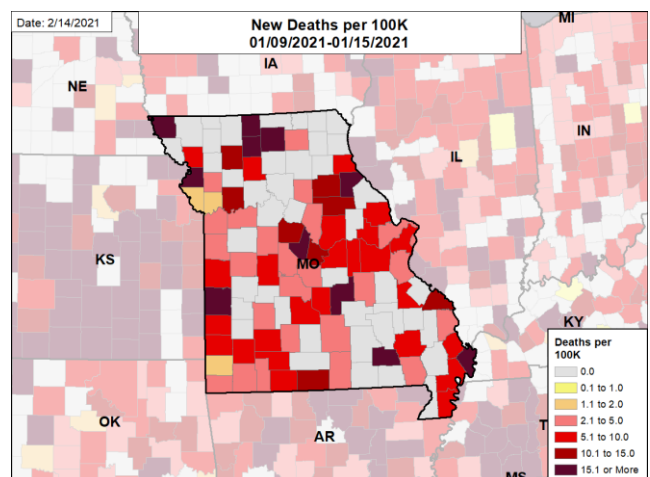 Date: 2/14/2021
New Deaths per 100K
01/09/2021-01/15/2021
MI
IA
NE
IN
IL
KS
MO
KY
OK
AR
T
MS
Deaths per
100K
0.0
0.1 to 1.0
1.1 to 2.0
2.1 to 5.0
5.1 to 10.0
10.1 to 15.0
15.1 or More